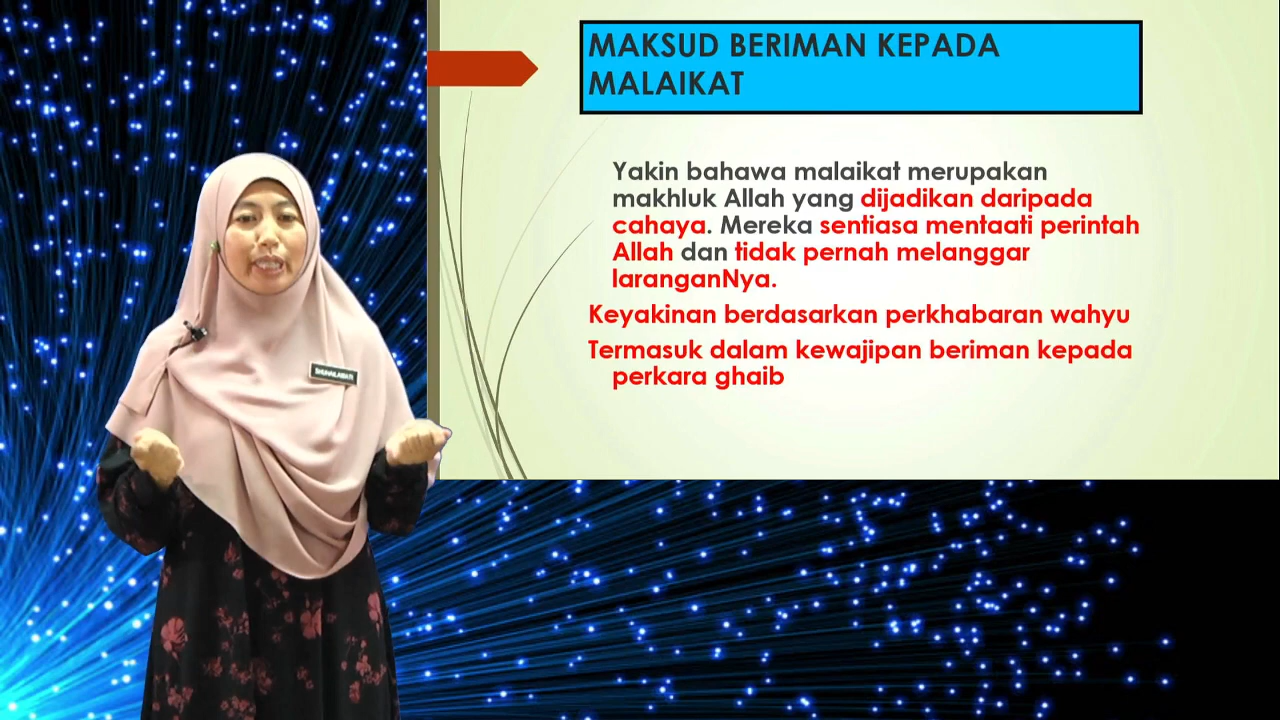 MAKSUD BERIMAN KEPADA
MALAIKAT
Yakin bahawa malaikat merupakan
makhluk Allah yang dijadikan daripada
cahaya. Mereka sentiasa mentaati perintah
Allah dan tidak pernah melanggar
laranganNya.
Keyakinan berdasarkan perkhabaran wahyu
Termasuk dalam kewajipan beriman kepada
perkara ghaib